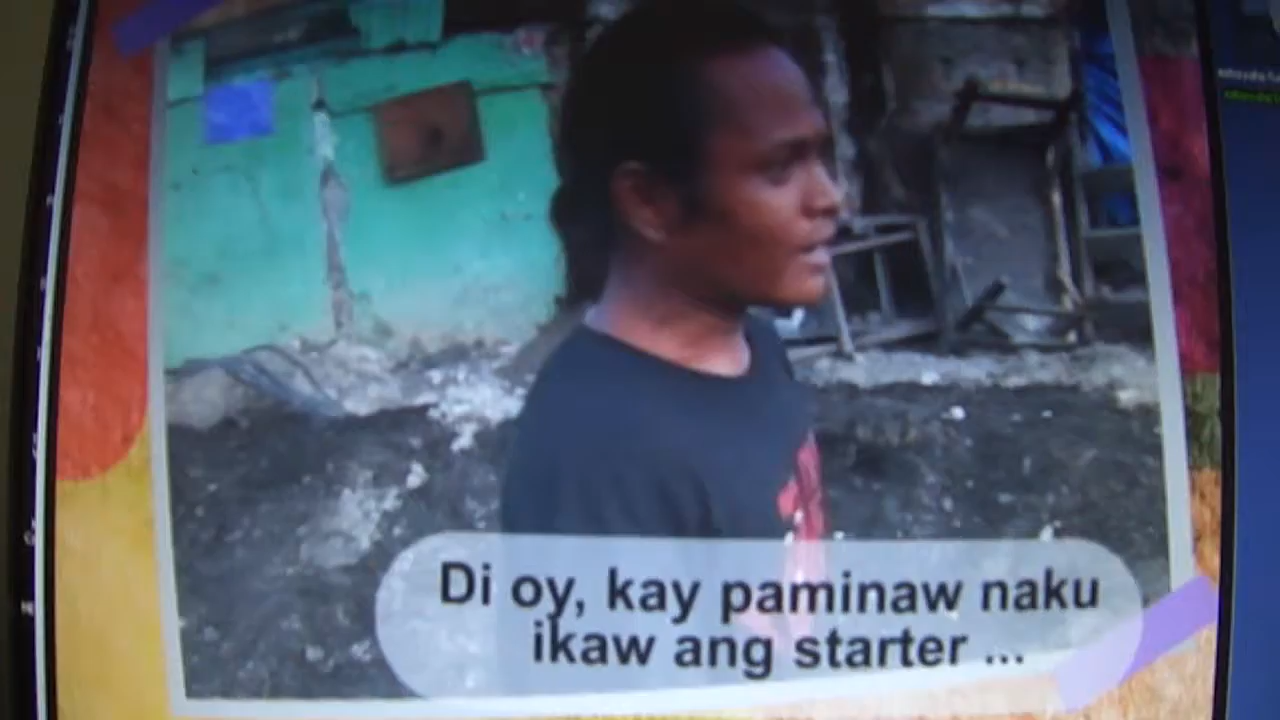 Di oy, kay paminaw naku
ikaw ang starter ...